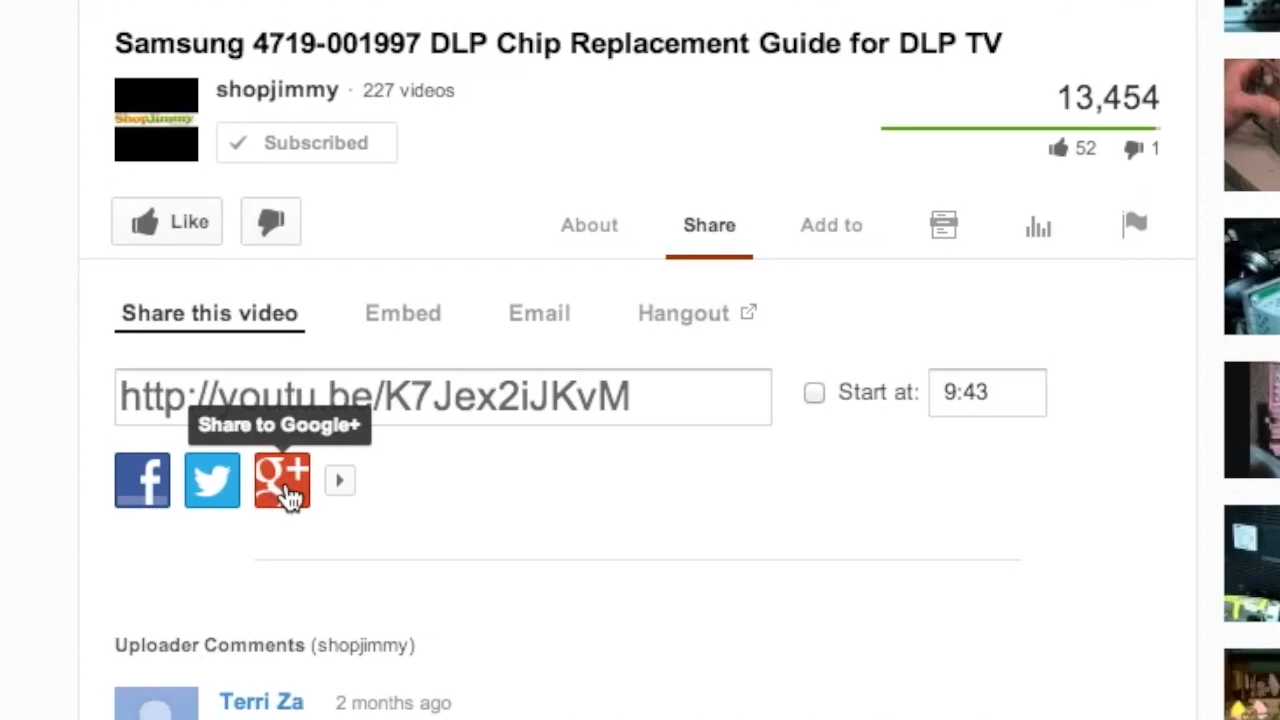 Samsung 4719-001997 DLP Chip Replacement Guide for DLP TV
shopjimmy · 227 videos
13,454
ShopJimmy
Subscribed
52 1
Like
About Share Add to
Share this video Embed Email Hangout
http://youtu.be/K7Jex2iJKvM
Start at: 9:43
Share to Google+
f g+
Uploader Comments (shopjimmy)
Terri Za 2 months ago